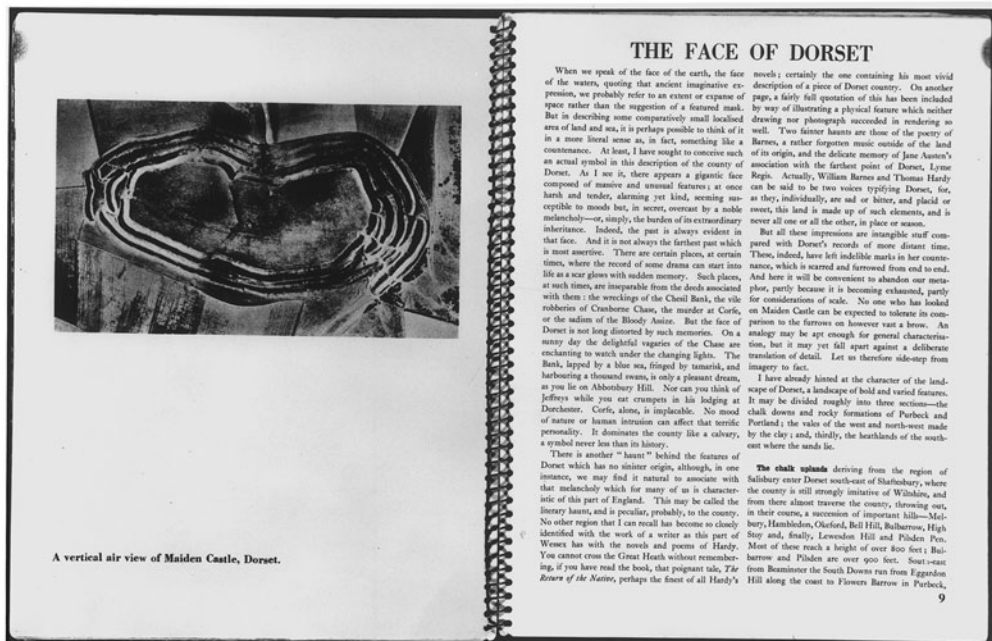 A vertical air view of Maiden Castle, Dorset.
THE FACE OF DORSET
When we speak of the face of the earth, the face
of the waters, quoting that ancient imaginative ex-
pression, we probably refer to an extent or expanse of
space rather than the suggestion of a featured mask.
But in describing some comparatively small localised
area of land and sea, it is perhaps possible to think of it
in a more literal sense as, in fact, something like a
countenance. At least, I have sought to conceive such
an actual symbol in this description of the county of
Dorset. As I see it, there appears a gigantic face
composed of massive and unusual features; at once
harsh and tender, alarming yet kind, seeming sus-
ceptible to moods but, in secret, overcast by a noble
melancholy—or, simply, the burden of its extraordinary
inheritance. Indeed, the past is always evident in
that face. And it is not always the farthest past which
is most assertive. There are certain places, at certain
times, where the record of some drama can start into
life as a scar glows with sudden memory. Such places,
at such times, are inseparable from the deeds associated
with them: the wreckings of the Chesil Bank, the vile
robberies of Cranborne Chase, the murder at Corfe,
or the sadism of the Bloody Assize. But the face of
Dorset is not long distorted by such memories. On a
sunny day the delightful vagaries of the Chase are
enchanting to watch under the changing lights. The
Bank, lapped by a blue sea, fringed by tamarisk, and
harbouring a thousand swans, is only a pleasant dream,
as you lie on Abbotsbury Hill. Nor can you think of
Jeffreys while you eat crumpets in his lodging at
Dorchester. Corfe, alone, is implacable. No mood
of nature or human intrusion can affect that terrific
personality. It dominates the county like a calvary,
a symbol never less than its history.
There is another "haunt" behind the features of
Dorset which has no sinister origin, although, in one
instance, we may find it natural to associate with
that melancholy which for many of us is character-
istic of this part of England. This may be called the
literary haunt, and is peculiar, probably, to the county.
No other region that I can recall has become so closely
identified with the work of a writer as this part of
Wessex has with the novels and poems of Hardy.
You cannot cross the Great Heath without remember-
ing, if you have read the book, that poignant tale, The
Return of the Native, perhaps the finest of all Hardy's
novels; certainly the one containing his most vivid
description of a piece of Dorset country. On another
page, a fairly full quotation of this has been included
by way of illustrating a physical feature which neither
drawing nor photograph succeeded in rendering so
well. Two fainter haunts are those of the poetry of
Barnes, a rather forgotten music outside of the land
of its origin, and the delicate memory of Jane Austen's
association with the farthest point of Dorset, Lyme
Regis. Actually, William Barnes and Thomas Hardy
can be said to be two voices typifying Dorset, for,
as they, individually, are sad or bitter, and placid or
sweet, this land is made up of such elements, and is
never all one or all the other, in place or season.
But all these impressions are intangible stuff com-
pared with Dorset's records of more distant time.
These, indeed, have left indelible marks in her counte-
nance, which is scarred and furrowed from end to end.
And here it will be convenient to abandon our meta-
phor, partly because it is becoming exhausted, partly
for considerations of scale. No one who has looked
on Maiden Castle can be expected to tolerate its com-
parison to the furrows on however vast a brow. An
analogy may be apt enough for general characterisa-
tion, but it may yet fall apart against a deliberate
translation of detail. Let us therefore side-step from
imagery to fact.
I have already hinted at the character of the land-
scape of Dorset, a landscape of bold and varied features.
It may be divided roughly into three sections—the
chalk downs and rocky formations of Purbeck and
Portland; the vales of the west and north-west made
by the clay; and, thirdly, the heathlands of the south-
east where the sands lie.
The chalk uplands deriving from the region of
Salisbury enter Dorset south-east of Shaftesbury, where
the county is still strongly imitative of Wiltshire, and
from there almost traverse the county, throwing out,
in their course, a succession of important hills—Mel-
bury, Hambledon, Okeford, Bell Hill, Bulbarrow, High
Stoy and, finally, Lewesdon Hill and Pilsden Pen.
Most of these reach a height of over 800 feet; Bul-
barrow and Pilsden are over 900 feet. South-east
from Beaminster the South Downs run from Eggardon
Hill along the coast to Flowers Barrow in Purbeck,
9